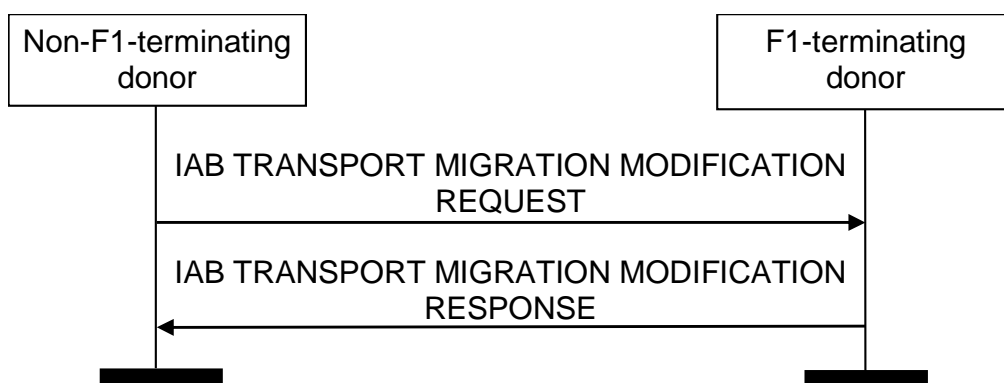 Non-F1-terminating
donor
F1-terminating
donor
IAB TRANSPORT MIGRATION MODIFICATION
REQUEST
IAB TRANSPORT MIGRATION MODIFICATION
RESPONSE